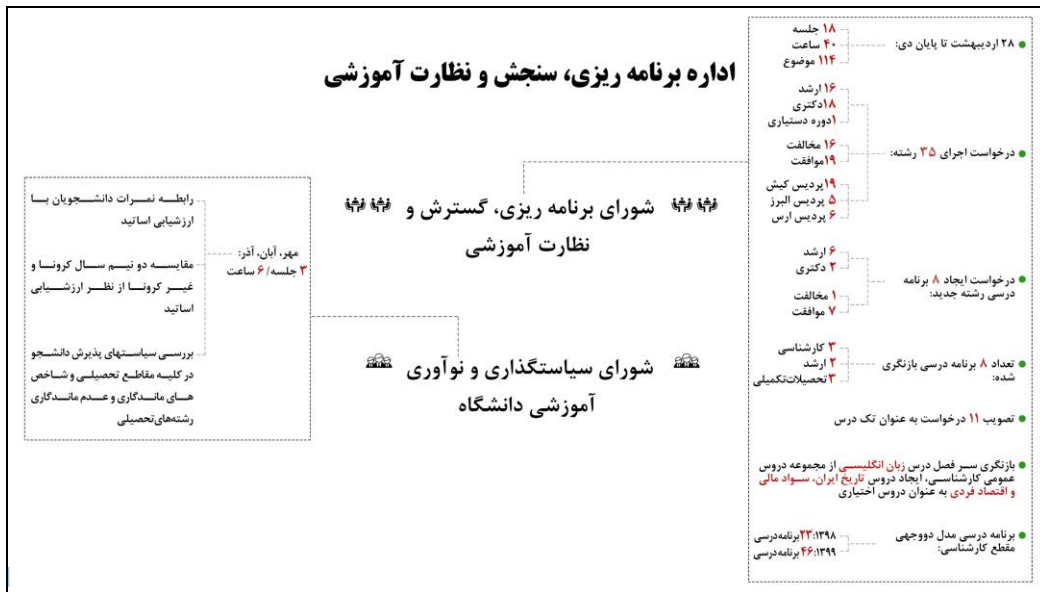 اداره برنامه ریزی، سنجش و نظارت آموزشی
۲۸ اردیبهشت تا پایان دی:
۱۸ جلسه
۴۰ ساعت
۱۱۴ موضوع
درخواست اجرای ۳۵ رشته:
۱۶ ارشد
۱۸دکتری
۱دوره دستیاری
۱۶ مخالفت
۱۹موافقت
۱۹پردیس کیش
۵ پردیس البرز
۶ پردیس ارس
درخواست ایجاد ۸ برنامه
درسی رشته جدید:
۶ ارشد
۲ دکتری
۱ مخالفت
۷ موافقت
تعداد ۸ برنامه درسی بازنگری
شده:
۳ کارشناسی
۲ ارشد
۳تحصیلات‌تکمیلی
تصویب ۱۱ درخواست به عنوان تک درس
بازنگری سر فصل درس زبان انگلیسی از مجموعه دروس
عمومی کارشناسی، ایجاد دروس تاریخ ایران، سواد مالی
و اقتصاد فردی به عنوان دروس اختیاری
برنامه درسی مدل دووجهی
مقطع کارشناسی:
۱۳۹۸:‏۲۳برنامه‌درسی
۱۳۹۹:‏۴۶برنامه‌درسی
شورای برنامه ریزی، گسترش و
نظارت آموزشی
شورای سیاستگذاری و نوآوری
آموزشی دانشگاه
مهر، آبان، آذر:
۳ جلسه/ ۶ ساعت
رابطه نمرات دانشجویان با
ارزشیابی اساتید
مقایسه دو نیم سال کرونا و
غیر کرونا از نظر ارزشیابی
اساتید
بررسی سیاستهای پذیرش دانشجو
در کلیه مقاطع تحصیلی و شاخص
های ماندگاری و عدم ماندگاری
رشته‌های‌تحصیلی